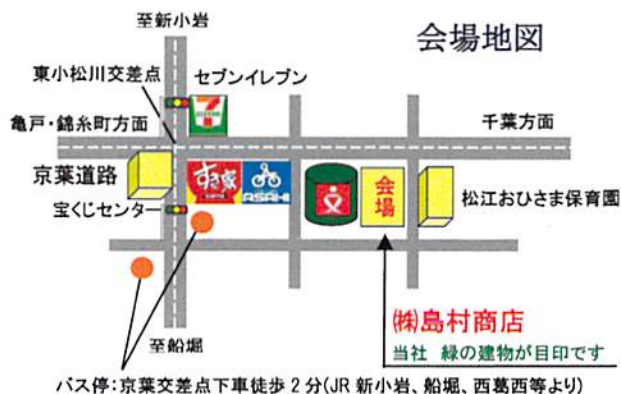 至新小岩
会場地図
東小松川交差点
セブンイレブン
亀戸・錦糸町方面
千葉方面
京葉道路
すき家
ASAHI
会場
宝くじセンター
松江おひさま保育園
㈱島村商店
当社 緑の建物が目印です
至船堀
バス停:京葉交差点下車徒歩2分(JR新小岩、船堀、西葛西等より)